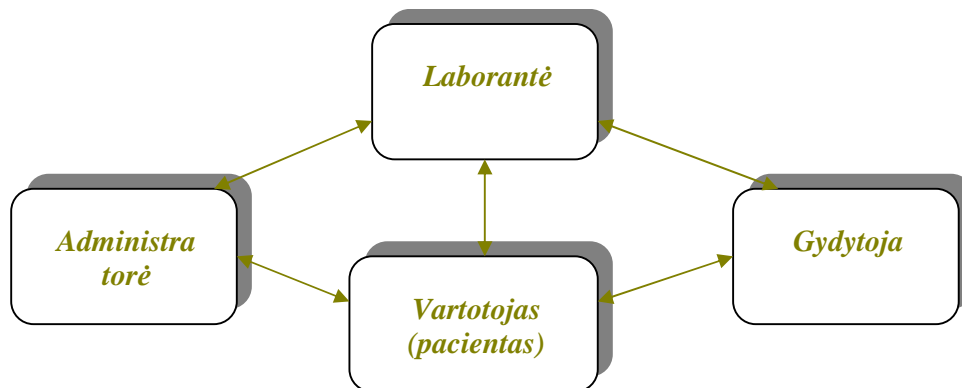 Laborantė
Administra
torė
Gydytoja
Vartotojas
(pacientas)